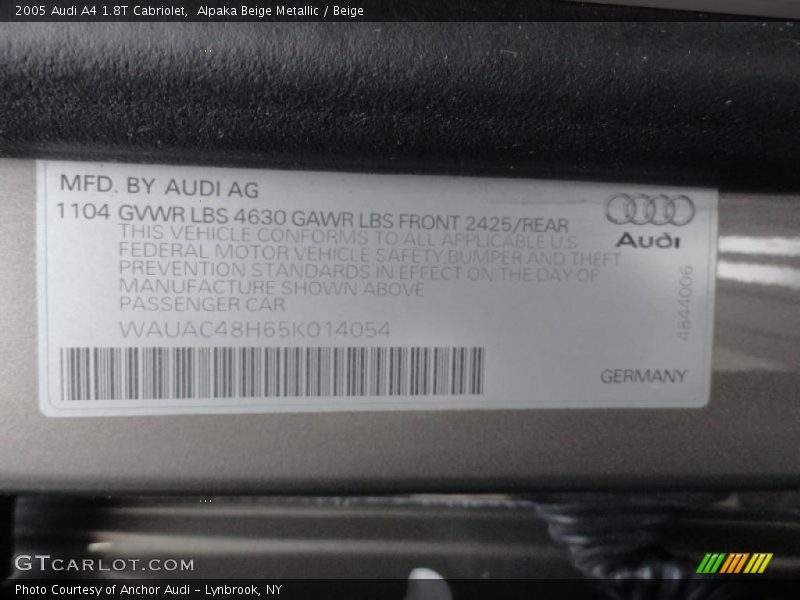 2005 Audi A4 1.8T Cabriolet,  Alpaka Beige Metallic / Beige
MFD. BY AUDI AG
1104 GVWR LBS 4630 GAWR LBS FRONT 2425/REAR
THIS VEHICLE CONFORMS TO ALL APPLICABLE U.S
FEDERAL MOTOR VEHICLE SAFETY BUMPER AND THEFT
PREVENTION STANDARDS IN EFFECT ON THE DAY OF
MANUFACTURE SHOWN ABOVE
PASSENGER CAR
WAUAC48H65K014054
Audi
4844006
GERMANY
GTCARLOT.COM
Photo Courtesy of Anchor Audi - Lynbrook, NY